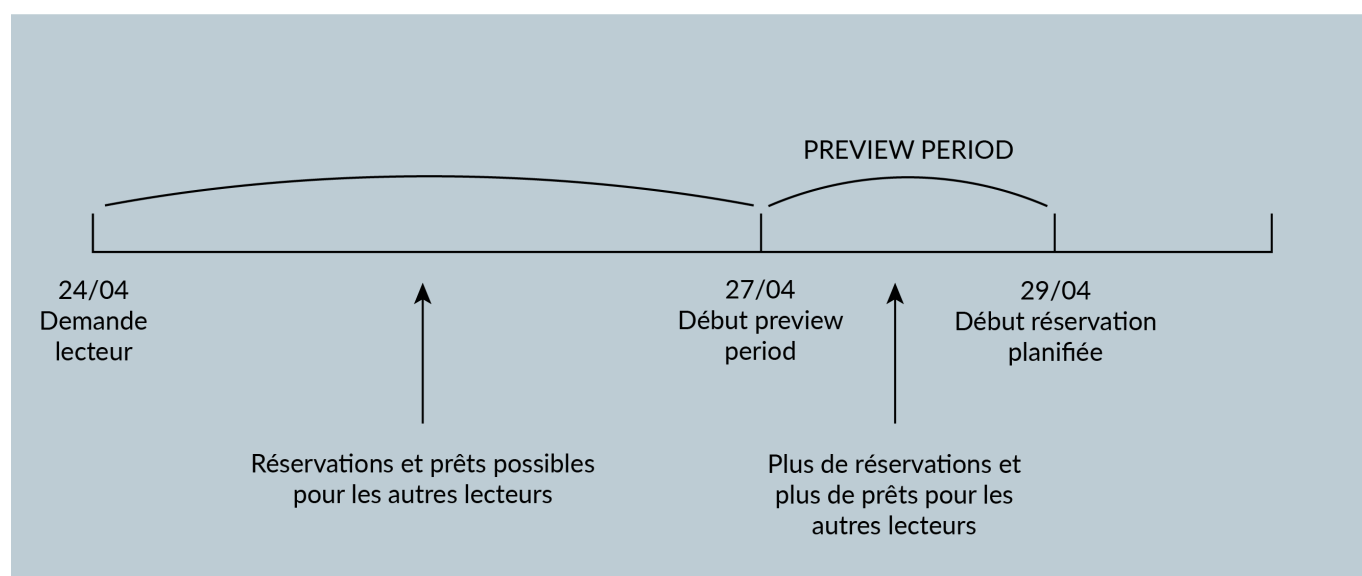 PREVIEW PERIOD
24/04
Demande
lecteur
27/04
Début preview
period
29/04
Début réservation
planifiée
Réservations et prêts possibles
pour les autres lecteurs
Plus de réservations et
plus de prêts pour les
autres lecteurs